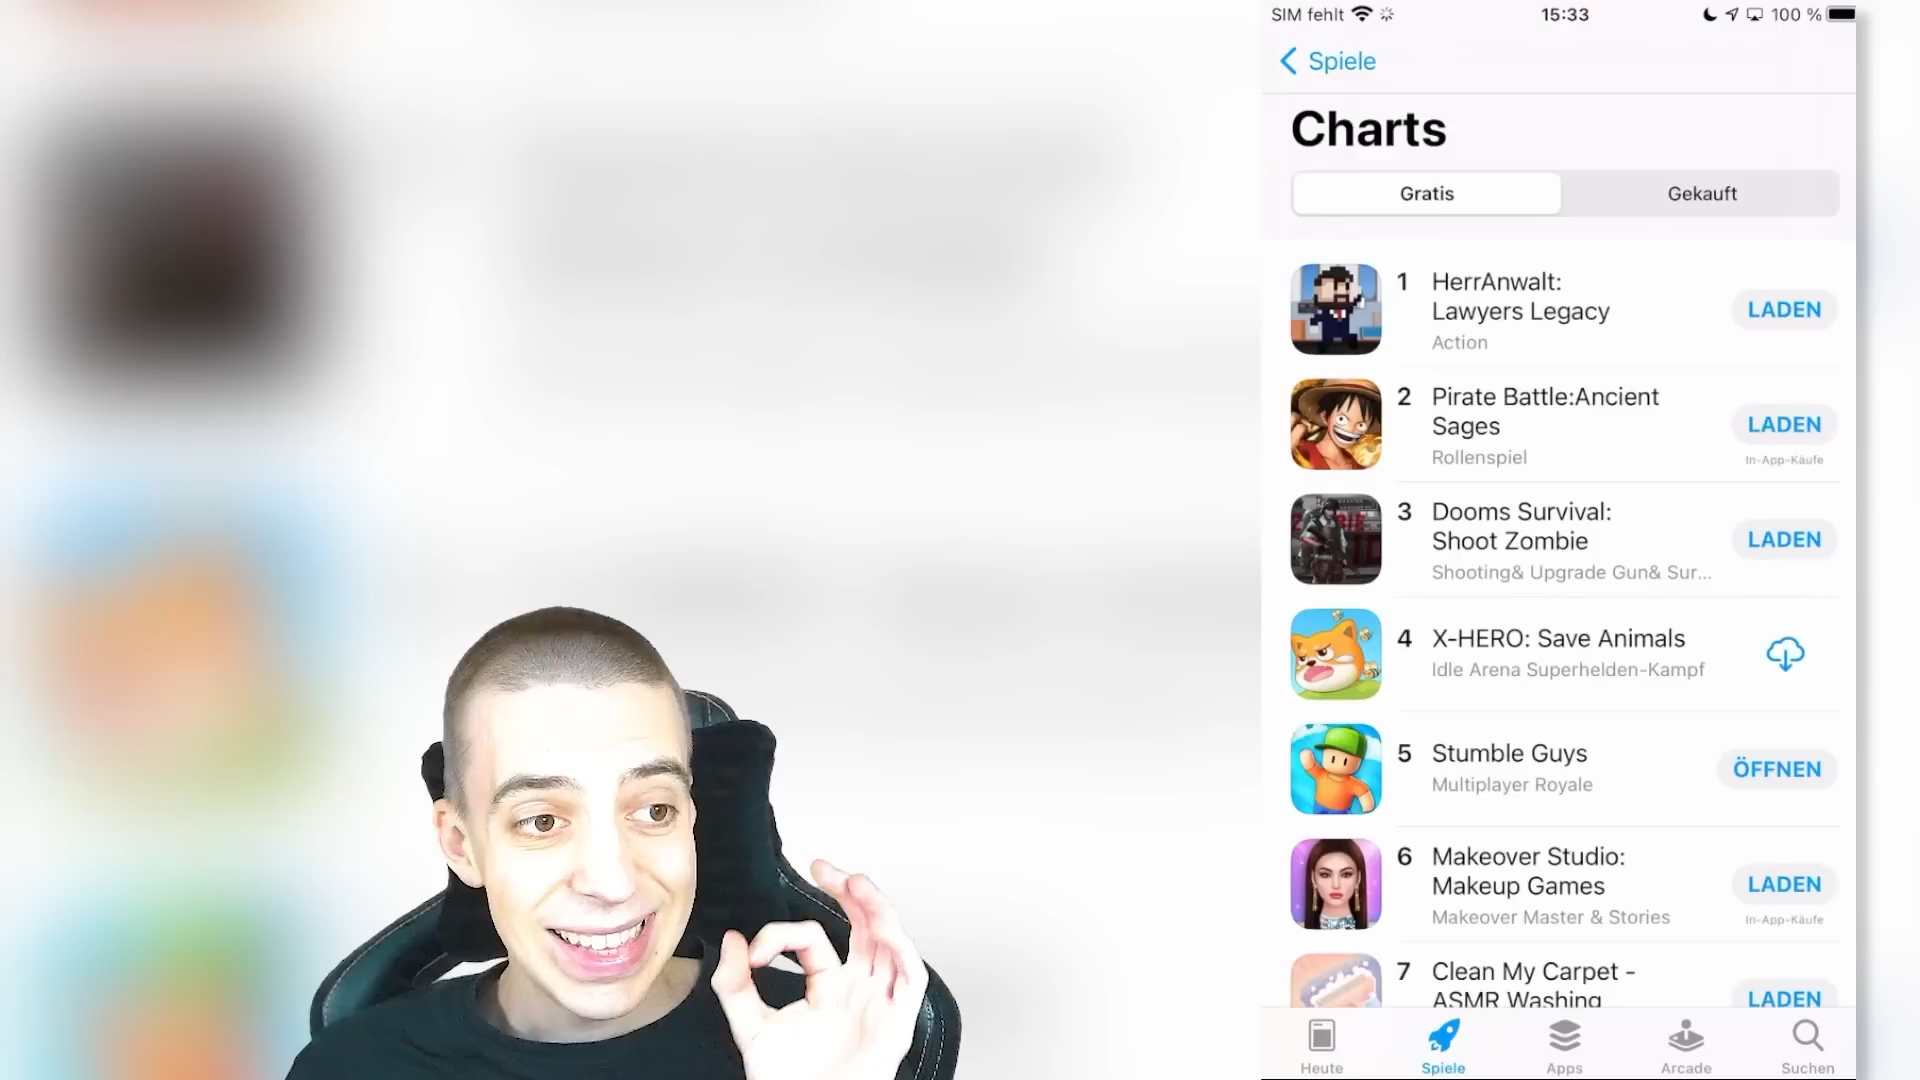 SIM fehlt 15:33 100 %
Spiele
Charts
Gratis Gekauft
1 HerrAnwalt:
Lawyers Legacy
Action
LADEN
2 Pirate Battle:Ancient
Sages
Rollenspiel
LADEN
In-App-Käufe
3 Dooms Survival:
Shoot Zombie
Shooting& Upgrade Gun& Sur...
LADEN
4 X-HERO: Save Animals
Idle Arena Superhelden-Kampf
5 Stumble Guys
Multiplayer Royale
ÖFFNEN
6 Makeover Studio:
Makeup Games
Makeover Master & Stories
LADEN
In-App-Käufe
7 Clean My Carpet -
ASMR Washing
LADEN
Heute Spiele Apps Arcade Suchen